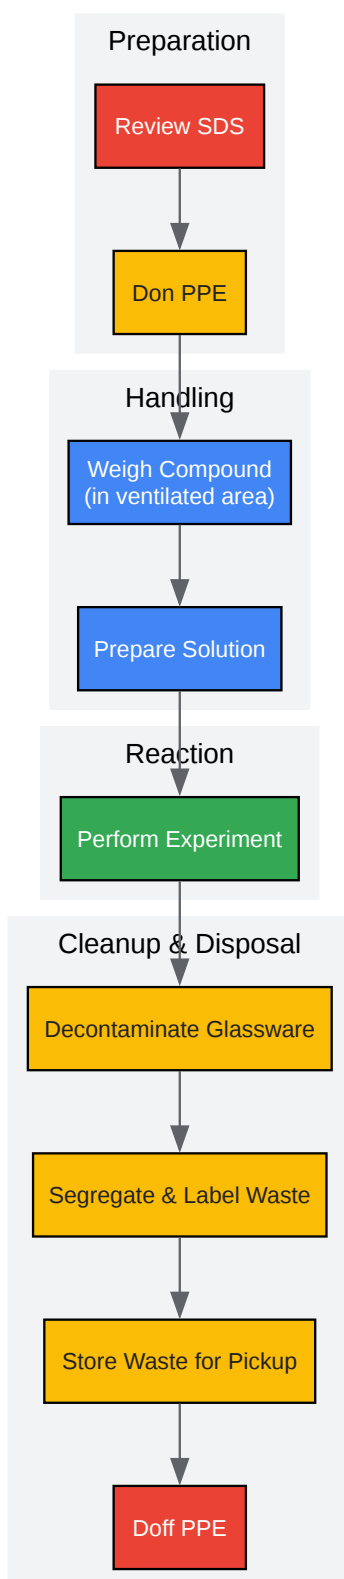 Preparation
Review SDS
Don PPE
Handling
Weigh Compound
(in ventilated area)
Prepare Solution
Reaction
Perform Experiment
Cleanup & Disposal
Decontaminate Glassware
Segregate & Label Waste
Store Waste for Pickup
Doff PPE